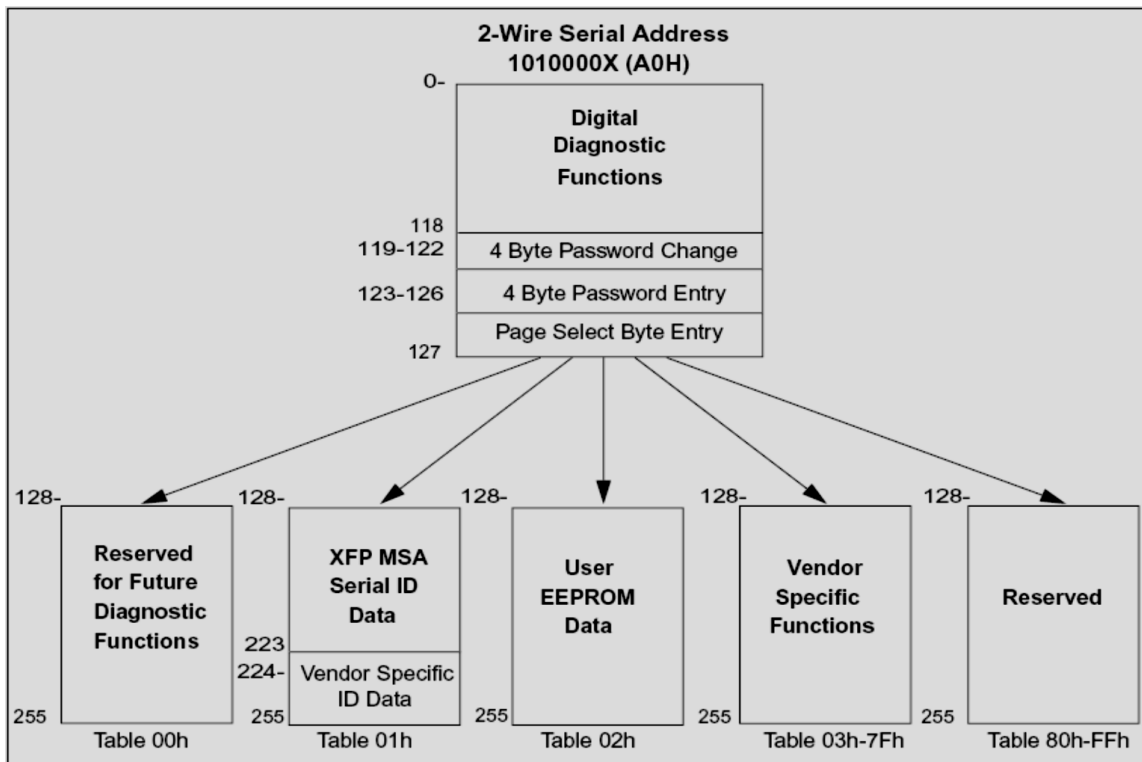 2-Wire Serial Address
1010000X (A0H)
0-
Digital
Diagnostic
Functions
118
119-122
4 Byte Password Change
123-126
4 Byte Password Entry
Page Select Byte Entry
127
128-
128-
128-
128-
128-
Reserved
for Future
Diagnostic
Functions
255
Table 00h
XFP MSA
Serial ID
Data
223
224-
Vendor Specific
ID Data
255
Table 01h
User
EEPROM
Data
255
Table 02h
Vendor
Specific
Functions
255
Table 03h-7Fh
Reserved
255
Table 80h-FFh